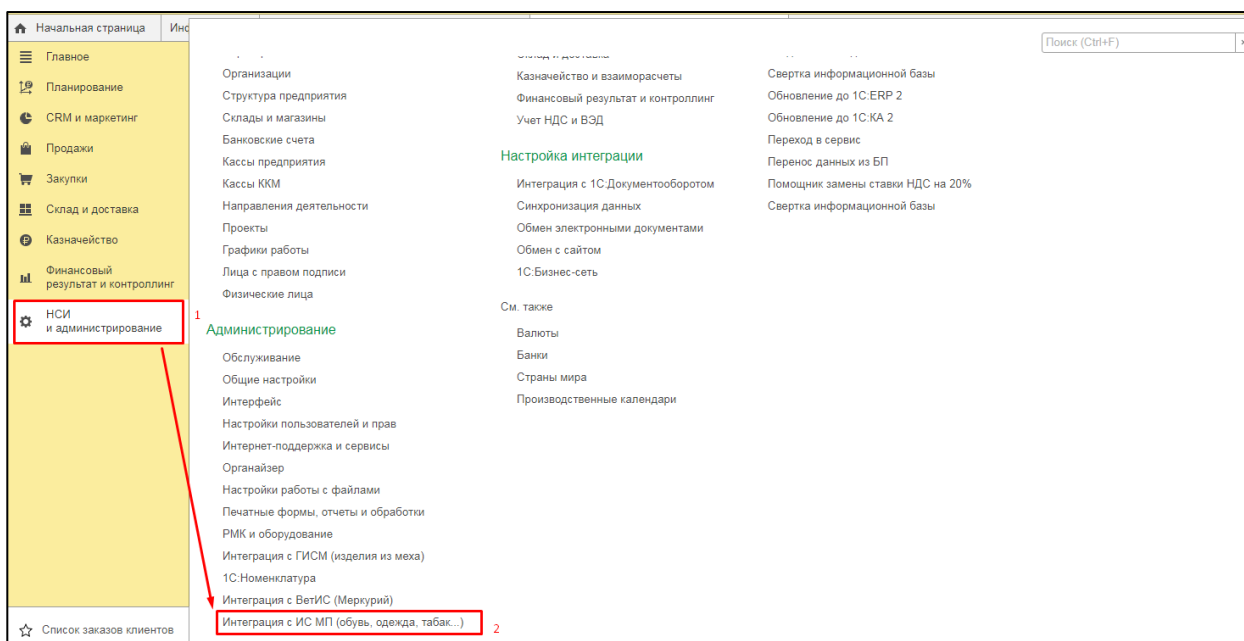 Начальная страница
Инс
Поиск (Ctrl+F)
Главное
Планирование
CRM и маркетинг
Продажи
Закупки
Склад и доставка
Казначейство
Финансовый
результат и контроллинг
НСИ
и администрирование
1
Список заказов клиентов
Организации
Структура предприятия
Склады и магазины
Банковские счета
Кассы предприятия
Кассы ККМ
Направления деятельности
Проекты
Графики работы
Лица с правом подписи
Физические лица
Администрирование
Обслуживание
Общие настройки
Интерфейс
Настройки пользователей и прав
Интернет-поддержка и сервисы
Органайзер
Настройки работы с файлами
Печатные формы, отчеты и обработки
РМК и оборудование
Интеграция с ГИСМ (изделия из меха)
1С:Номенклатура
Интеграция с ВетИС (Меркурий)
Интеграция с ИС МП (обувь, одежда, табак...)
2
Казначейство и взаиморасчеты
Финансовый результат и контроллинг
Учет НДС и ВЭД
Настройка интеграции
Интеграция с 1С:Документооборотом
Синхронизация данных
Обмен электронными документами
Обмен с сайтом
1С:Бизнес-сеть
См. также
Валюты
Банки
Страны мира
Производственные календари
Свертка информационной базы
Обновление до 1С:ERP 2
Обновление до 1С:КА 2
Переход в сервис
Перенос данных из БП
Помощник замены ставки НДС на 20%
Свертка информационной базы